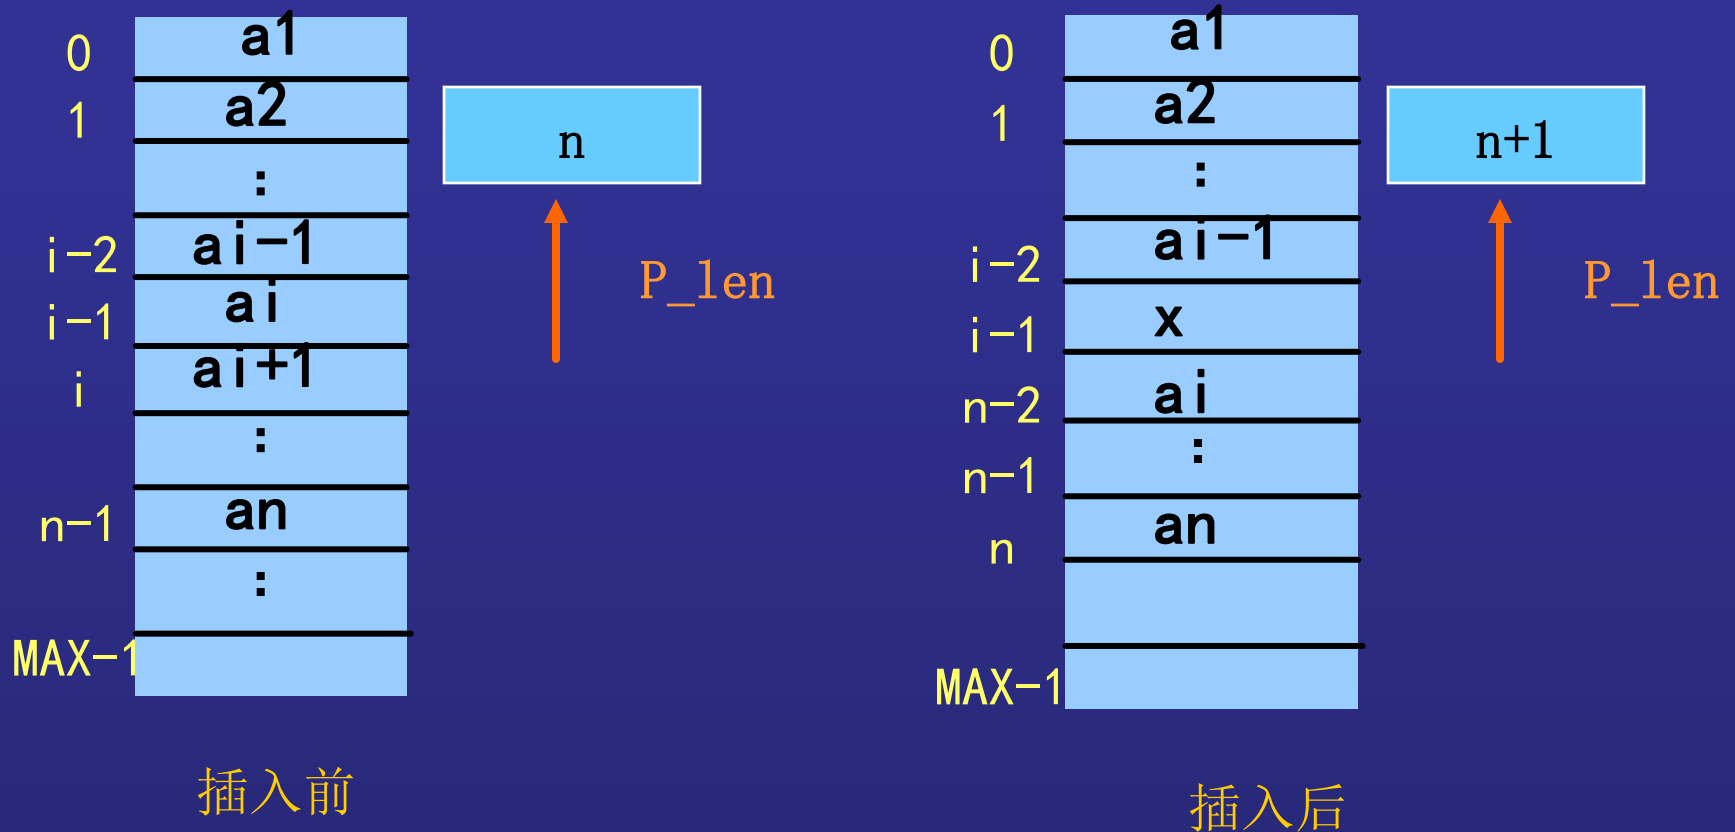 0 a1
1 a2
:
i-2 ai-1
i-1 ai
i ai+1
:
n-1 an
:
MAX-1
n
P_len
插入前
0 a1
1 a2
:
i-2 ai-1
i-1 x
n-2 ai
n-1 :
n an
MAX-1
n+1
P_len
插入后